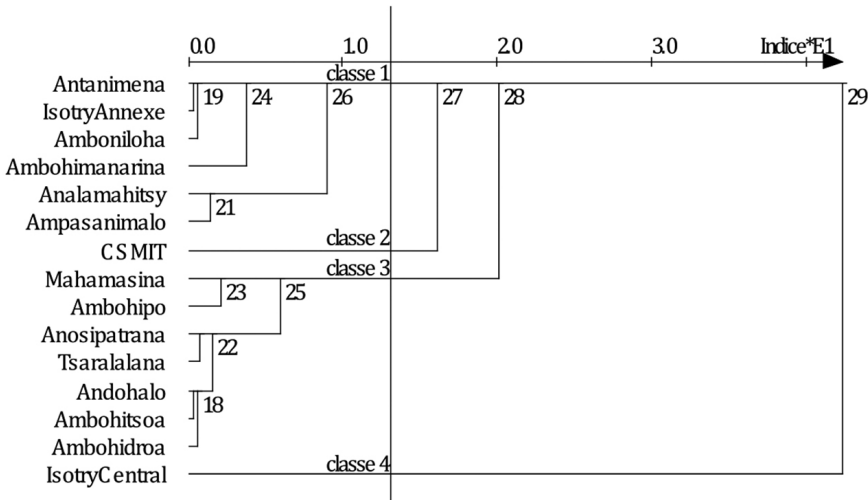 0.0 1.0 2.0 3.0 Indice*E1
Antanimena classe 1
19 24 26 27 28 29
IsotryAnnexe
Amboniloha
Ambohimanarina
Analamahitsy
21
Ampasanimalo
CSMIT classe 2
Mahamasina classe 3
23 25
Ambohipo
Anosipatrana
22
Tsaralalana
Andohalo
18
Ambohitsoa
Ambohidroa
IsotryCentral classe 4